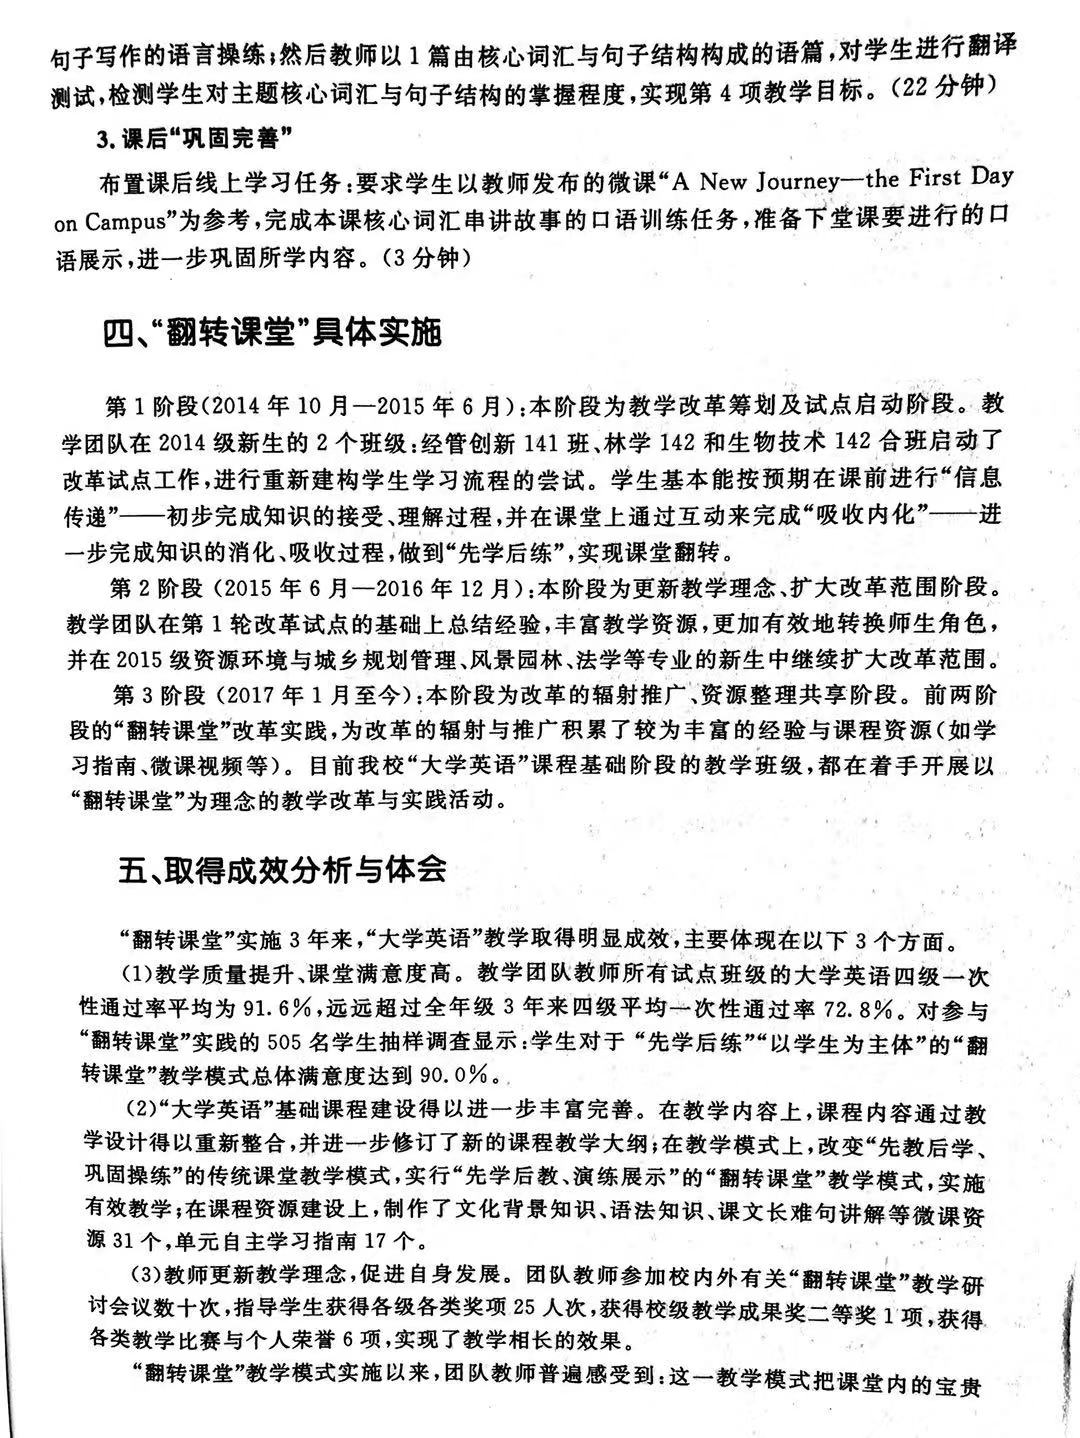 句子写作的语言操练;然后教师以1篇由核心词汇与句子结构构成的语篇,对学生进行翻译
测试,检测学生对主题核心词汇与句子结构的掌握程度,实现第4项教学目标。(22分钟)
3.课后“巩固完善”
布置课后线上学习任务:要求学生以教师发布的微课“A New Journey—the First Day
on Campus”为参考,完成本课核心词汇串讲故事的口语训练任务,准备下堂课要进行的口
语展示,进一步巩固所学内容。(3分钟)
四、“翻转课堂”具体实施
第1阶段(2014年10月—2015年6月):本阶段为教学改革筹划及试点启动阶段。教
学团队在2014级新生的2个班级:经管创新141班、林学142和生物技术142合班启动了
改革试点工作,进行重新建构学生学习流程的尝试。学生基本能按预期在课前进行“信息
传递”——初步完成知识的接受、理解过程,并在课堂上通过互动来完成“吸收内化”——进
一步完成知识的消化、吸收过程,做到“先学后练”,实现课堂翻转。
第2阶段(2015年6月—2016年12月):本阶段为更新教学理念、扩大改革范围阶段。
教学团队在第1轮改革试点的基础上总结经验,丰富教学资源,更加有效地转换师生角色,
并在2015级资源环境与城乡规划管理、风景园林、法学等专业的新生中继续扩大改革范围。
第3阶段(2017年1月至今):本阶段为改革的辐射推广、资源整理共享阶段。前两阶
段的“翻转课堂”改革实践,为改革的辐射与推广积累了较为丰富的经验与课程资源(如学
习指南、微课视频等)。目前我校“大学英语”课程基础阶段的教学班级,都在着手开展以
“翻转课堂”为理念的教学改革与实践活动。
五、取得成效分析与体会
“翻转课堂”实施3年来,“大学英语”教学取得明显成效,主要体现在以下3个方面。
(1)教学质量提升、课堂满意度高。教学团队教师所有试点班级的大学英语四级一次
性通过率平均为91.6%,远远超过全年级3年来四级平均一次性通过率72.8%。对参与
“翻转课堂”实践的505名学生抽样调查显示:学生对于“先学后练”“以学生为主体”的“翻
转课堂”教学模式总体满意度达到90.0%。
(2)“大学英语”基础课程建设得以进一步丰富完善。在教学内容上,课程内容通过教
学设计得以重新整合,并进一步修订了新的课程教学大纲;在教学模式上,改变“先教后学、
巩固操练”的传统课堂教学模式,实行“先学后教、演练展示”的“翻转课堂”教学模式,实施
有效教学;在课程资源建设上,制作了文化背景知识、语法知识、课文长难句讲解等微课资
源31个,单元自主学习指南17个。
(3)教师更新教学理念,促进自身发展。团队教师参加校内外有关“翻转课堂”教学研
讨会议数十次,指导学生获得各级各类奖项25人次,获得校级教学成果奖二等奖1项,获得
各类教学比赛与个人荣誉6项,实现了教学相长的效果。
“翻转课堂”教学模式实施以来,团队教师普遍感受到:这一教学模式把课堂内的宝贵